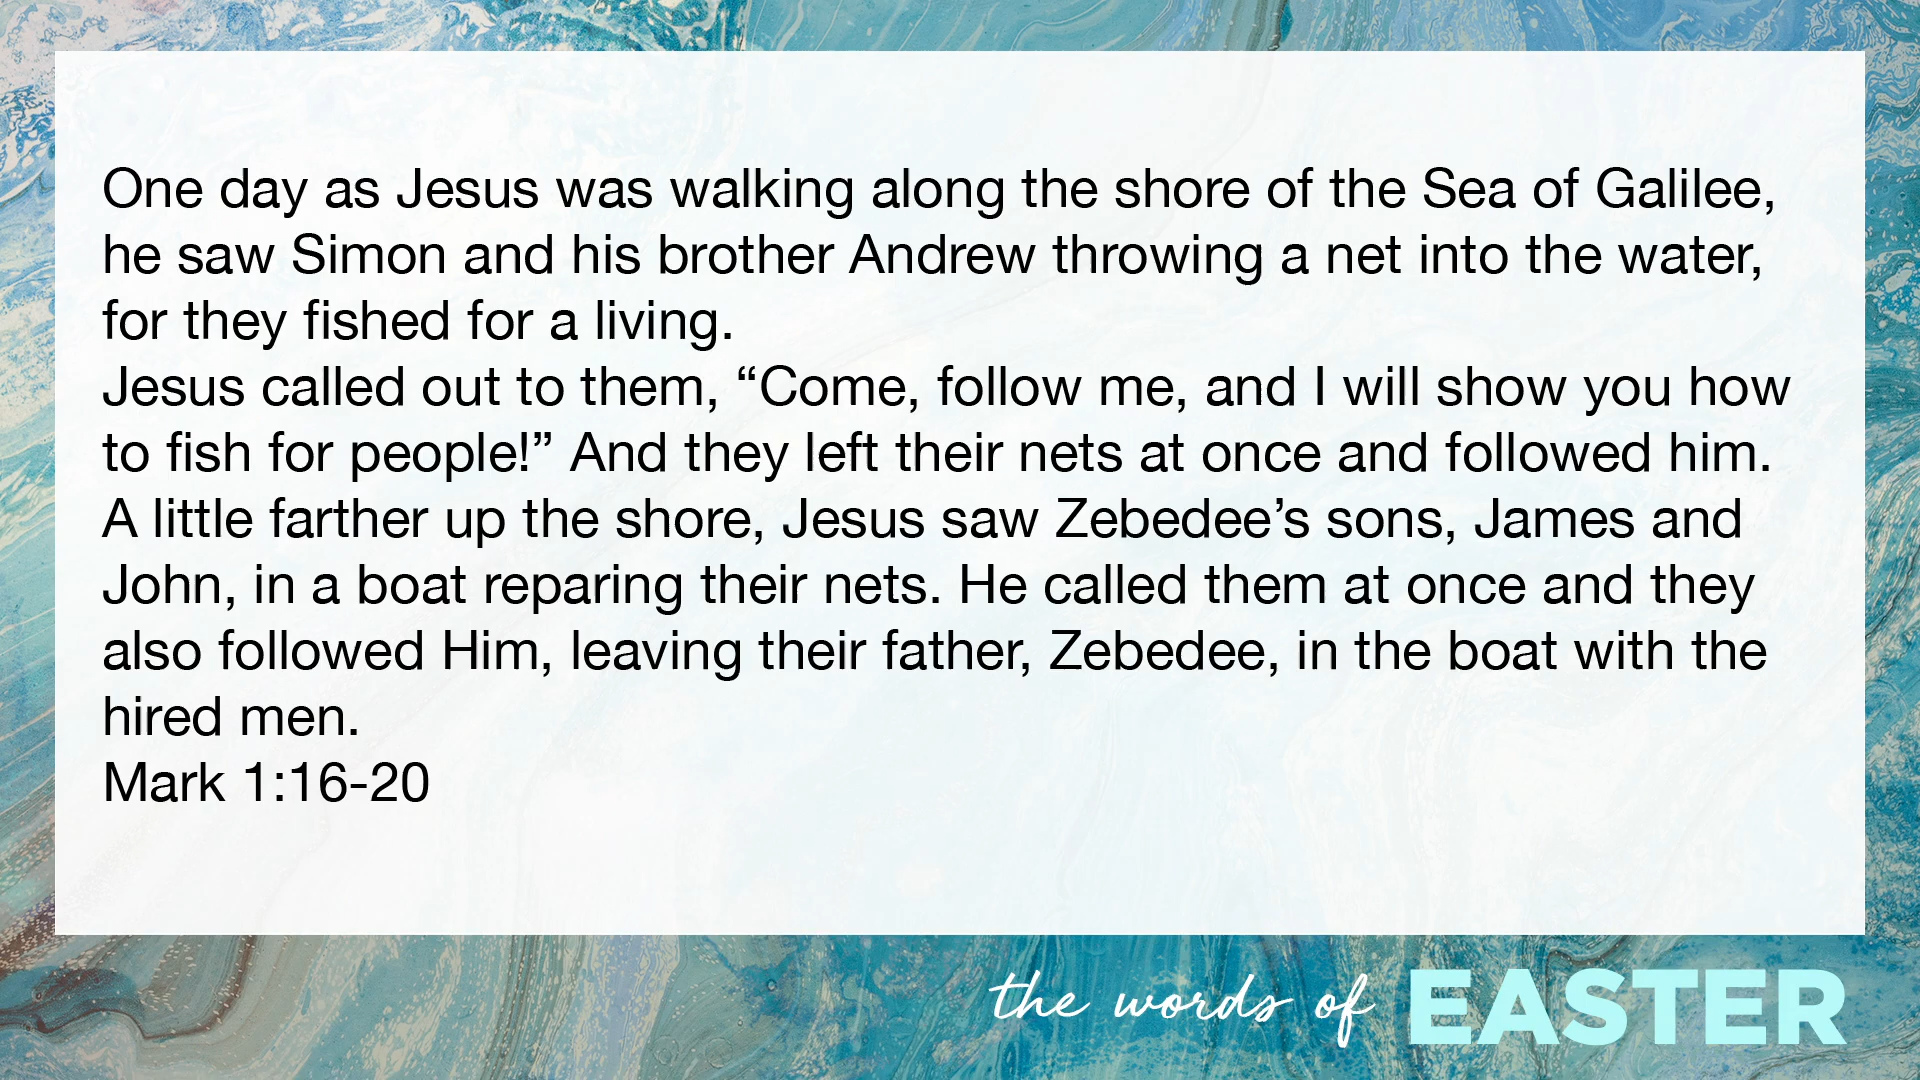 One day as Jesus was walking along the shore of the Sea of Galilee,
he saw Simon and his brother Andrew throwing a net into the water,
for they fished for a living.
Jesus called out to them, “Come, follow me, and I will show you how
to fish for people!” And they left their nets at once and followed him.
A little farther up the shore, Jesus saw Zebedee’s sons, James and
John, in a boat reparing their nets. He called them at once and they
also followed Him, leaving their father, Zebedee, in the boat with the
hired men.
Mark 1:16-20
the words of EASTER